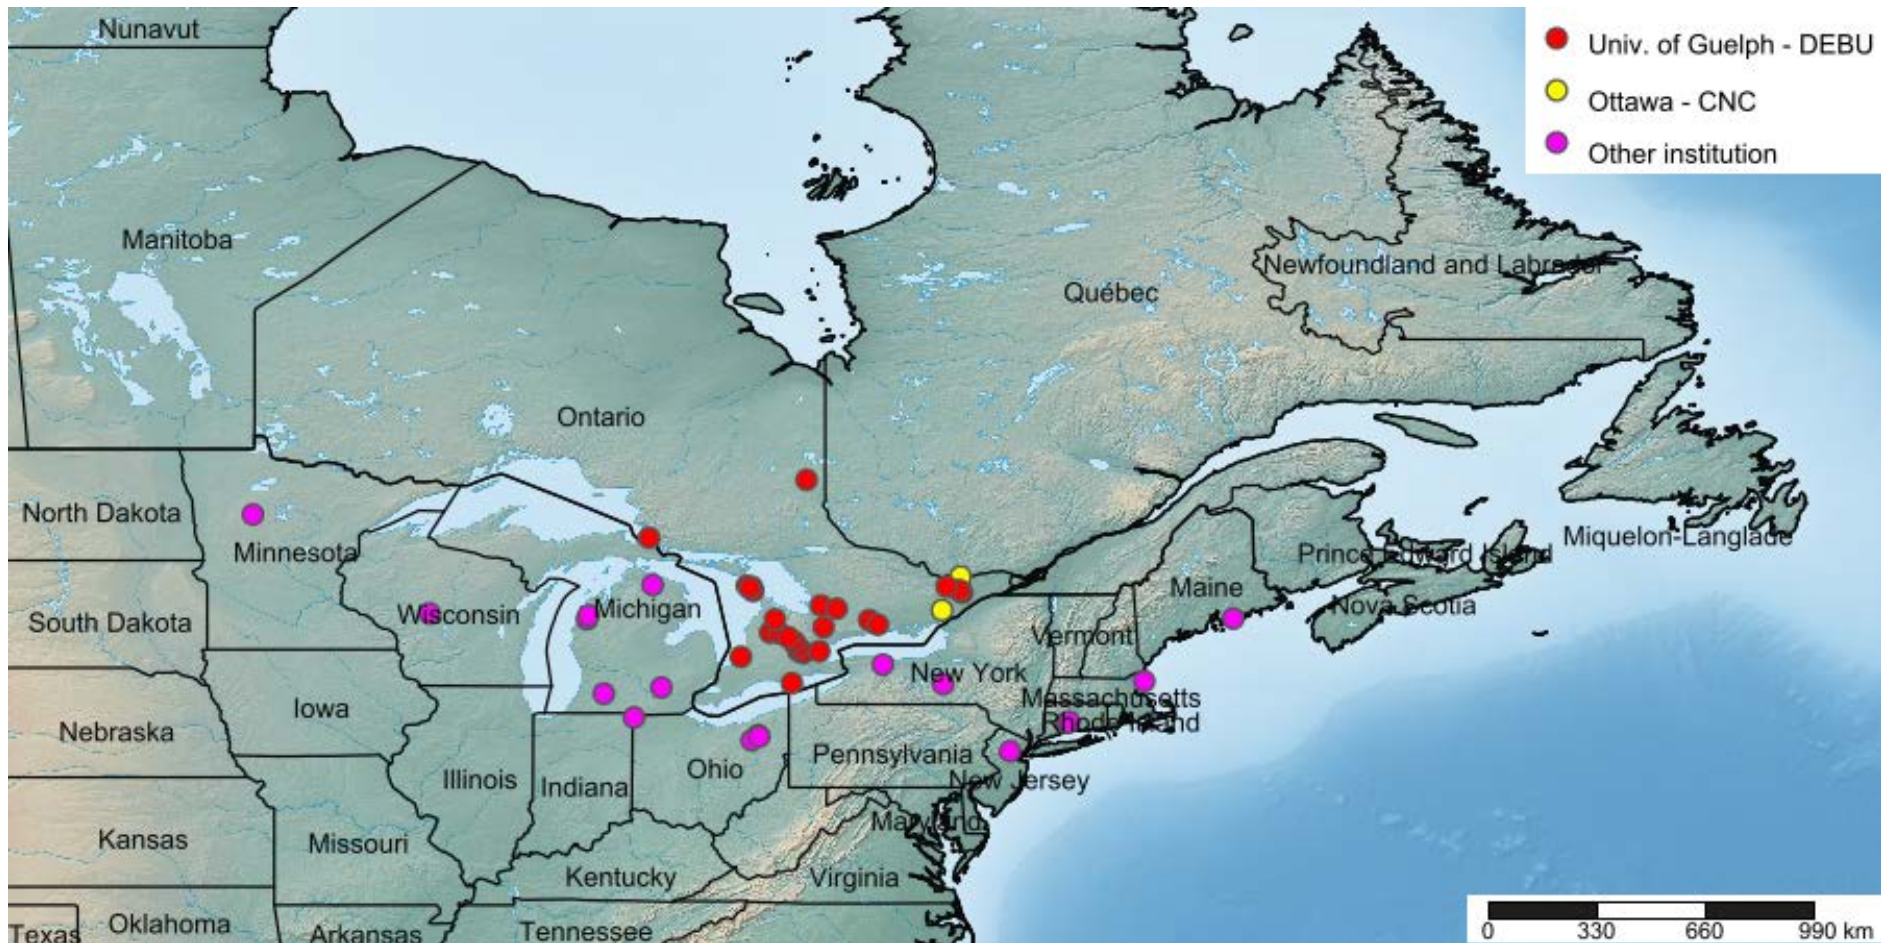 Nunavut
Univ. of Guelph - DEBU
Ottawa - CNC
Other institution
Manitoba
Newfoundland and Labrador
Québec
Ontario
North Dakota
Minnesota
Prince Edward Island
Miquelon-Langlade
Maine
Nova Scotia
Wisconsin
Michigan
South Dakota
Vermont
New York
Massachusetts
Iowa
Rhode Island
Nebraska
Pennsylvania
Ohio
New Jersey
Illinois
Indiana
Maryland
Kansas
Missouri
Kentucky
Virginia
Oklahoma
Texas
Arkansas
Tennessee
0 330 660 990 km